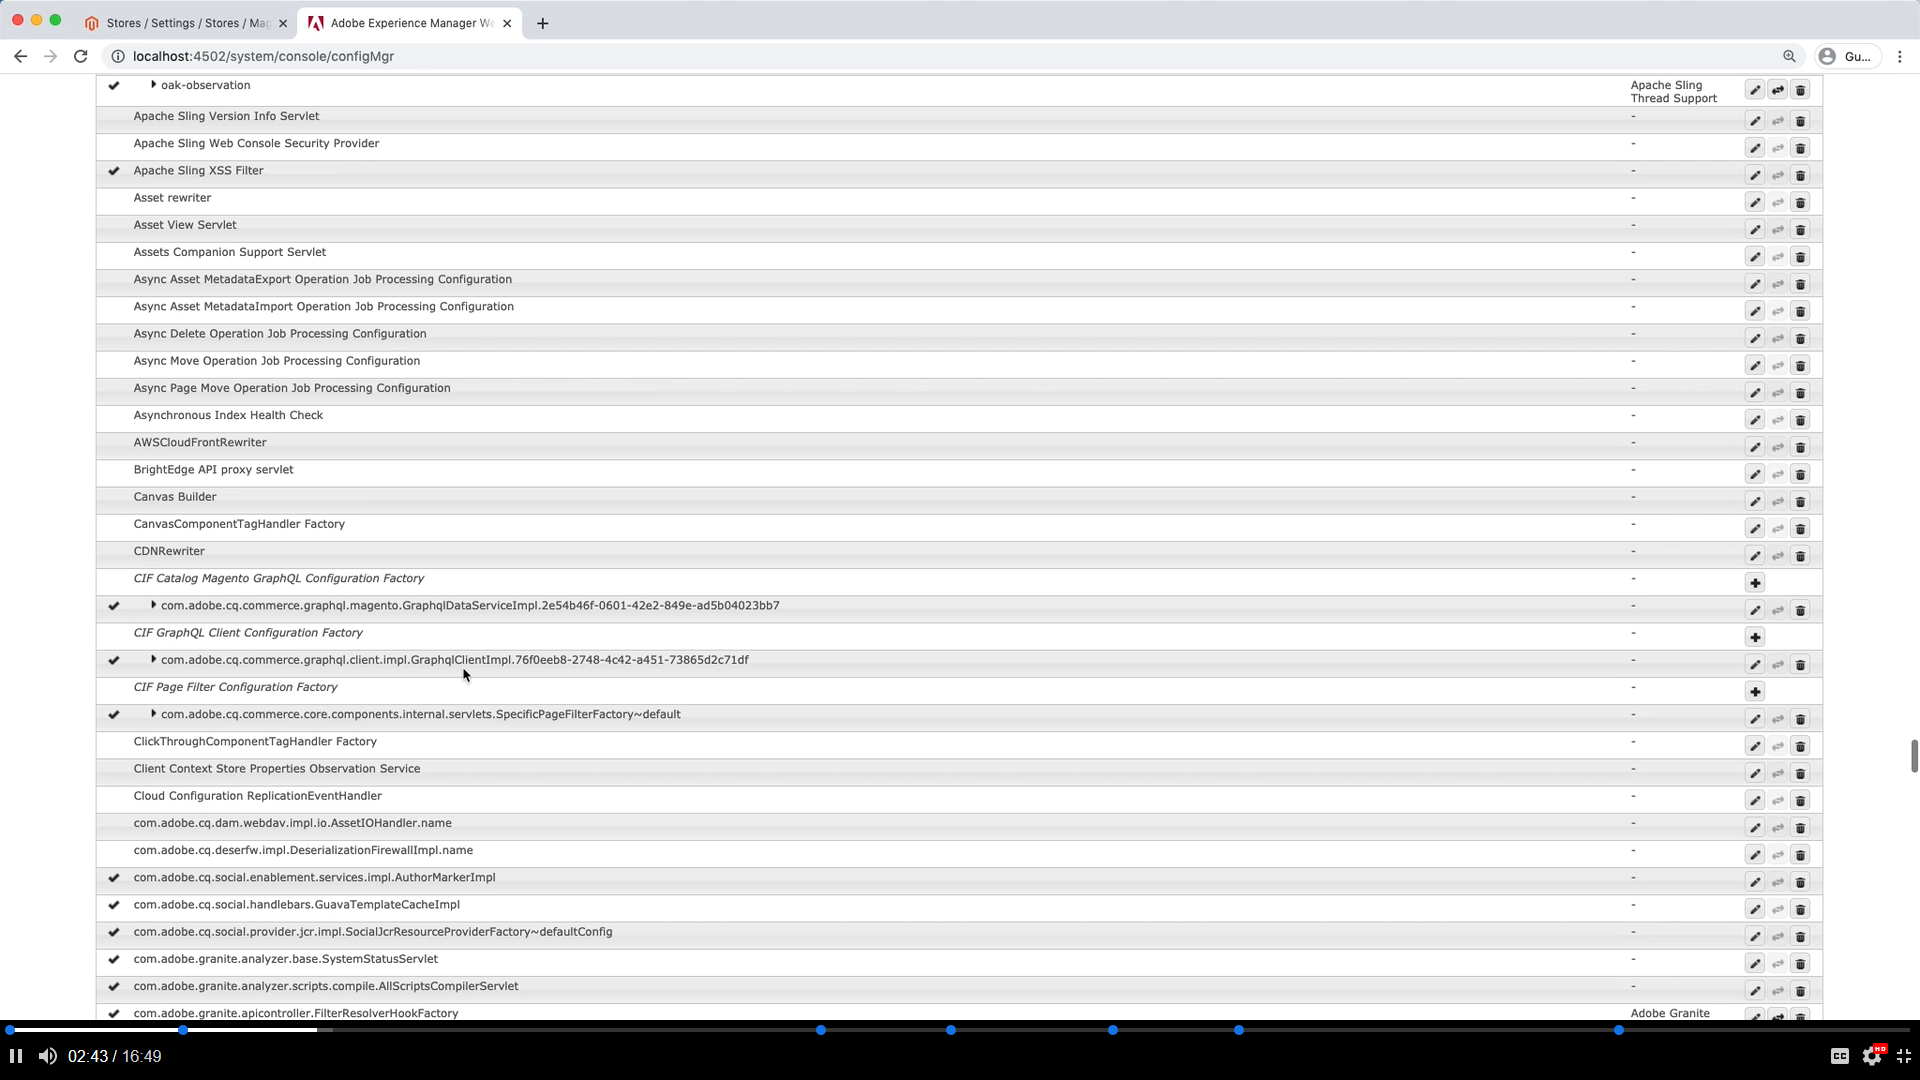 Stores / Settings / Stores / Mag
Adobe Experience Manager We
localhost:4502/system/console/configMgr
Gu...
oak-observation
Apache Sling
Thread Support
Apache Sling Version Info Servlet -
Apache Sling Web Console Security Provider -
Apache Sling XSS Filter -
Asset rewriter -
Asset View Servlet -
Assets Companion Support Servlet -
Async Asset MetadataExport Operation Job Processing Configuration -
Async Asset MetadataImport Operation Job Processing Configuration -
Async Delete Operation Job Processing Configuration -
Async Move Operation Job Processing Configuration -
Async Page Move Operation Job Processing Configuration -
Asynchronous Index Health Check -
AWSCloudFrontRewriter -
BrightEdge API proxy servlet -
Canvas Builder -
CanvasComponentTagHandler Factory -
CDNRewriter -
CIF Catalog Magento GraphQL Configuration Factory -
com.adobe.cq.commerce.graphql.magento.GraphqlDataServiceImpl.2e54b46f-0601-42e2-849e-ad5b04023bb7 -
CIF GraphQL Client Configuration Factory -
com.adobe.cq.commerce.graphql.client.impl.GraphqlClientImpl.76f0eeb8-2748-4c42-a451-73865d2c71df -
CIF Page Filter Configuration Factory -
com.adobe.cq.commerce.core.components.internal.servlets.SpecificPageFilterFactory~default -
ClickThroughComponentTagHandler Factory -
Client Context Store Properties Observation Service -
Cloud Configuration ReplicationEventHandler -
com.adobe.cq.dam.webdav.impl.io.AssetIOHandler.name -
com.adobe.cq.deserfw.impl.DeserializationFirewallImpl.name -
com.adobe.cq.social.enablement.services.impl.AuthorMarkerImpl -
com.adobe.cq.social.handlebars.GuavaTemplateCacheImpl -
com.adobe.cq.social.provider.jcr.impl.SocialJcrResourceProviderFactory~defaultConfig -
com.adobe.granite.analyzer.base.SystemStatusServlet -
com.adobe.granite.analyzer.scripts.compile.AllScriptsCompilerServlet -
com.adobe.granite.apicontroller.FilterResolverHookFactory Adobe Granite
02:43 / 16:49
CC
HD